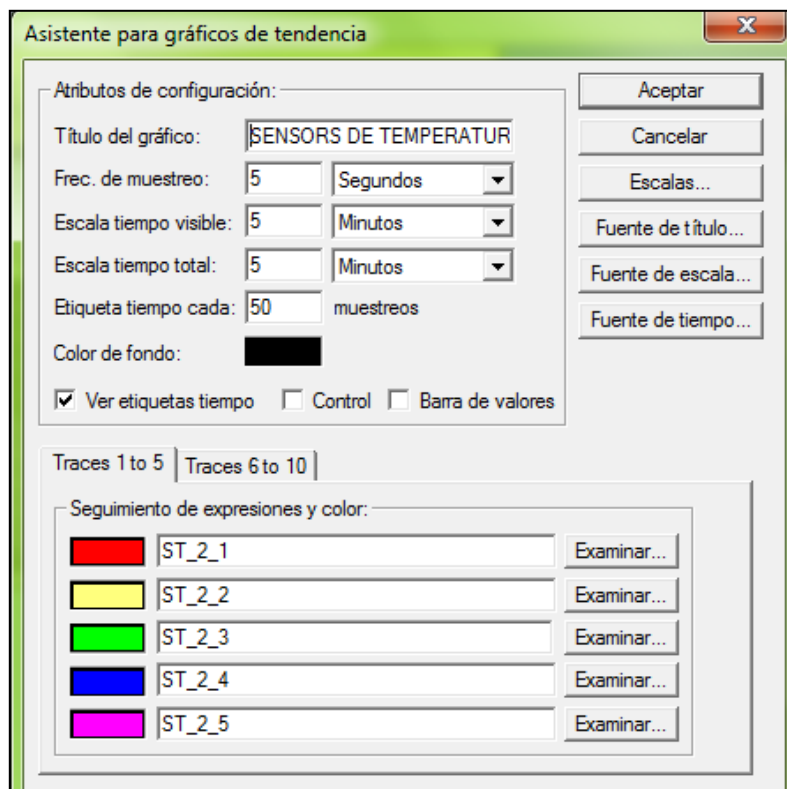 Asistente para gráficos de tendencia
Atributos de configuración:
Título del gráfico: SENSORS DE TEMPERATUR
Frec. de muestreo: 5 Segundos
Escala tiempo visible: 5 Minutos
Escala tiempo total: 5 Minutos
Etiqueta tiempo cada: 50 muestreos
Color de fondo:
Ver etiquetas tiempo Control Barra de valores
Aceptar
Cancelar
Escalas...
Fuente de título...
Fuente de escala...
Fuente de tiempo...
Traces 1 to 5 Traces 6 to 10
Seguimiento de expresiones y color:
ST_2_1 Examinar...
ST_2_2 Examinar...
ST_2_3 Examinar...
ST_2_4 Examinar...
ST_2_5 Examinar...